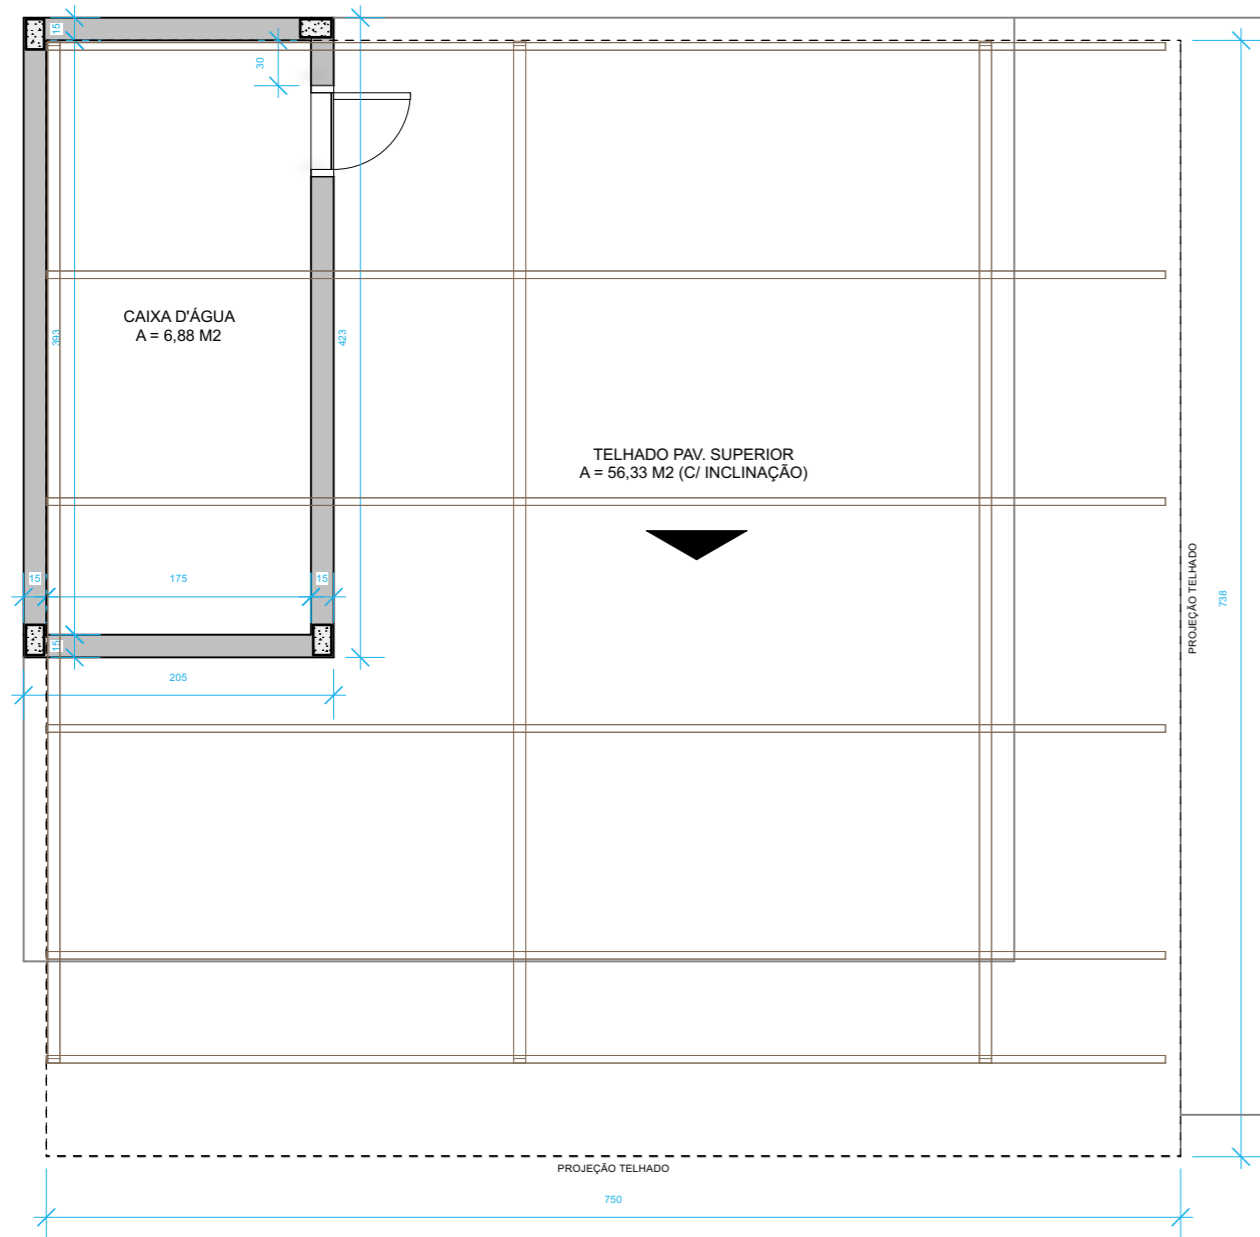 15
30
CAIXA D'ÁGUA
A = 6,88 M2
393
423
TELHADO PAV. SUPERIOR
A = 56,33 M2 (C/ INCLINAÇÃO)
15
175
15
PROJEÇÃO TELHADO
738
15
205
PROJEÇÃO TELHADO
750